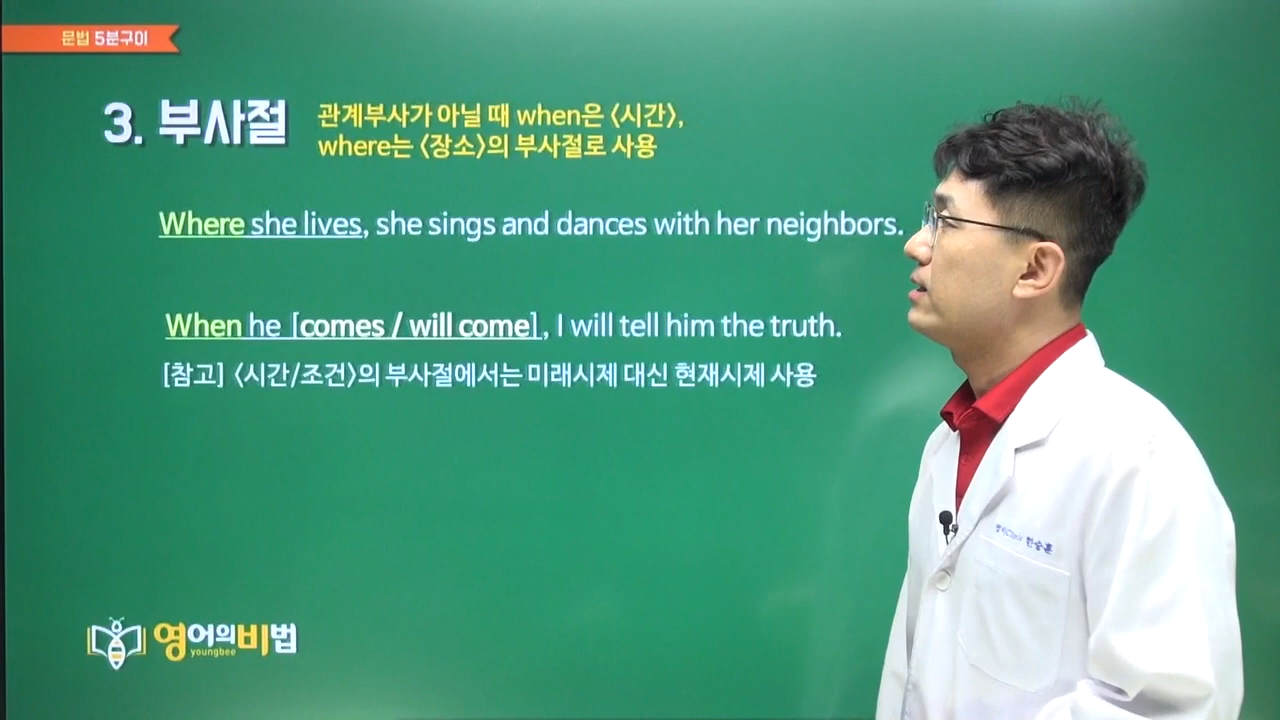 문법 5분구이
3. 부사절
관계부사가 아닐 때 when은 〈시간〉,
where는 〈장소〉의 부사절로 사용
Where she lives, she sings and dances with her neighbors.
When he [comes / will come], I will tell him the truth.
[참고] 〈시간/조건〉의 부사절에서는 미래시제 대신 현재시제 사용
한승훈
영어의비법
youngbee